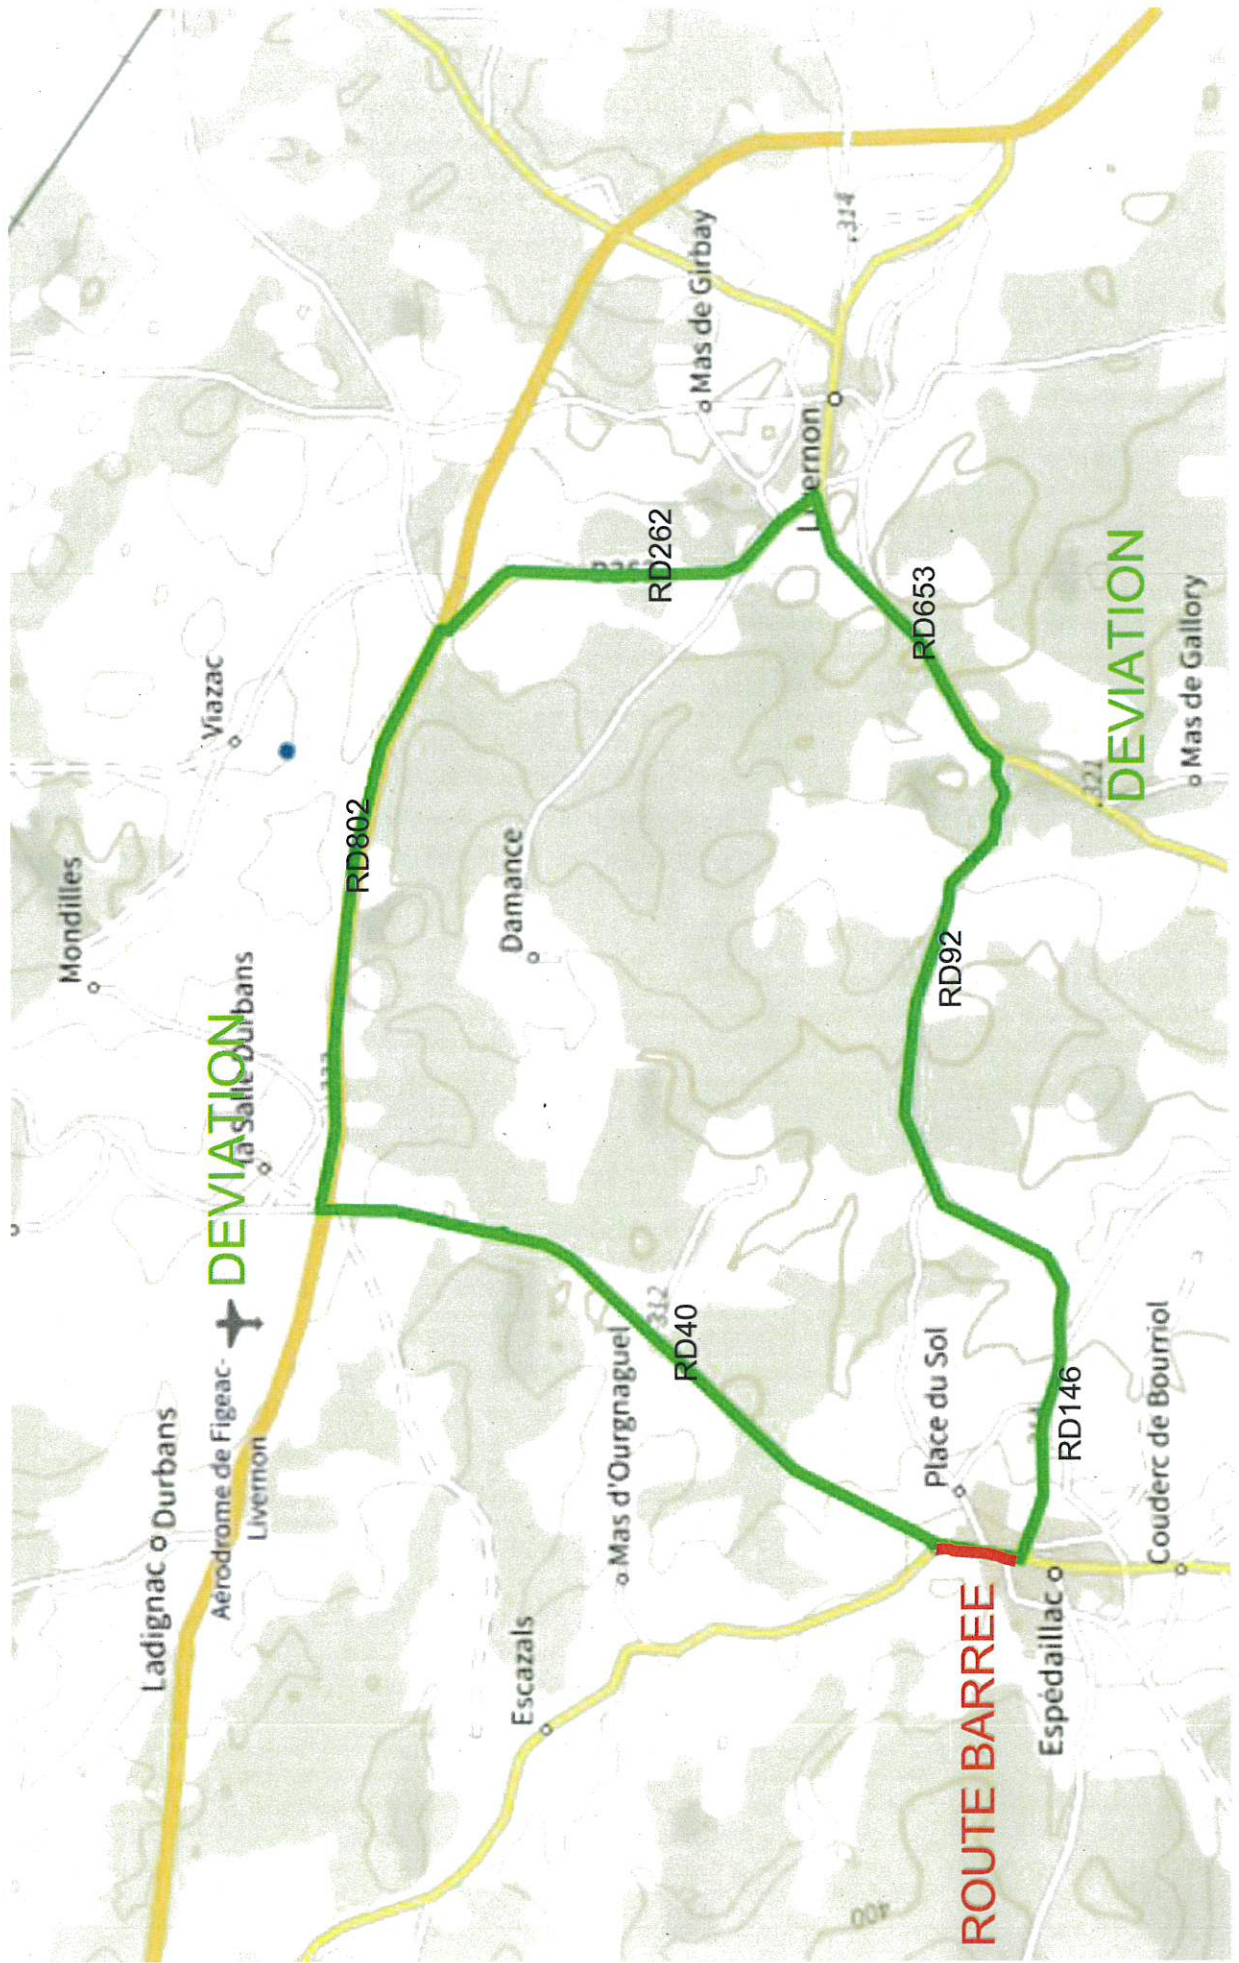 Ladignac
Durbans
Aérodrome de Figeac-
Livernon
DEVIATION
la Salle Durbans
Mondilles
Viazac
RD802
Escazals
Damance
Mas d'Ourgnaguel
312
RD40
RD262
Mas de Girbay
314
Livernon
RD653
RD92
Place du Sol
ROUTE BARREE
Espédaillac
RD146
Couderc de Bourriol
400
321
DEVIATION
Mas de Gallory